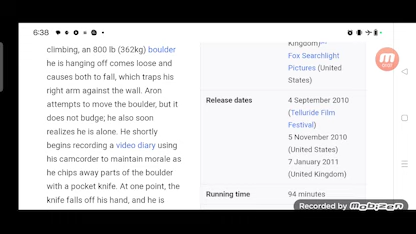 6:38
climbing, an 800 lb (362kg) boulder
he is hanging off comes loose and
causes both to fall, which traps his
right arm against the wall. Aron
attempts to move the boulder, but it
does not budge; he also soon
realizes he is alone. He shortly
begins recording a video diary using
his camcorder to maintain morale as
he chips away parts of the boulder
with a pocket knife. At one point, the
knife falls off his hand, and he is
Kingdom)
Fox Searchlight
Pictures (United
States)
Release dates
4 September 2010
(Telluride Film
Festival)
5 November 2010
(United States)
7 January 2011
(United Kingdom)
Running time
94 minutes
Recorded by Mobizen